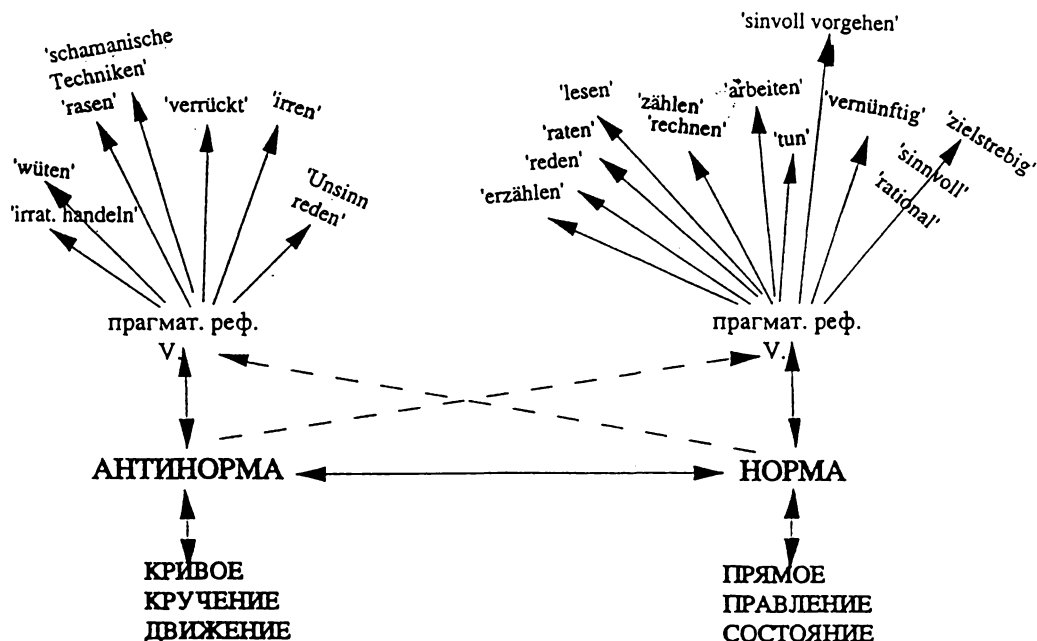 'schamanische
Techniken'
'rasen'
'verrückt'
'irren'
'wüten'
'Unsinn
reden'
'irrat. handeln'
прагмат. реф.
V.
'sinvoll vorgehen'
'lesen'
'zählen'
'rechnen'
'arbeiten'
'vernünftig'
'zielstrebig'
'raten'
'tun'
'sinnvoll'
'reden'
'rational'
'erzählen'
прагмат. реф.
V.
АНТИНОРМА
НОРМА
КРИВОЕ
КРУЧЕНИЕ
ДВИЖЕНИЕ
ПРЯМОЕ
ПРАВЛЕНИЕ
СОСТОЯНИЕ